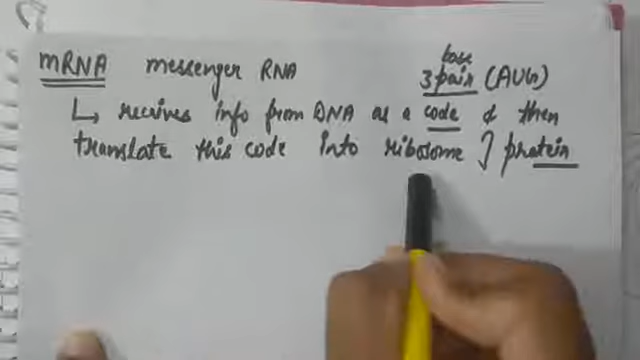 mRNA messenger RNA
base
3 pair (AUG)
↳ recives info from DNA as a code & then
translate this code into ribosome } protein